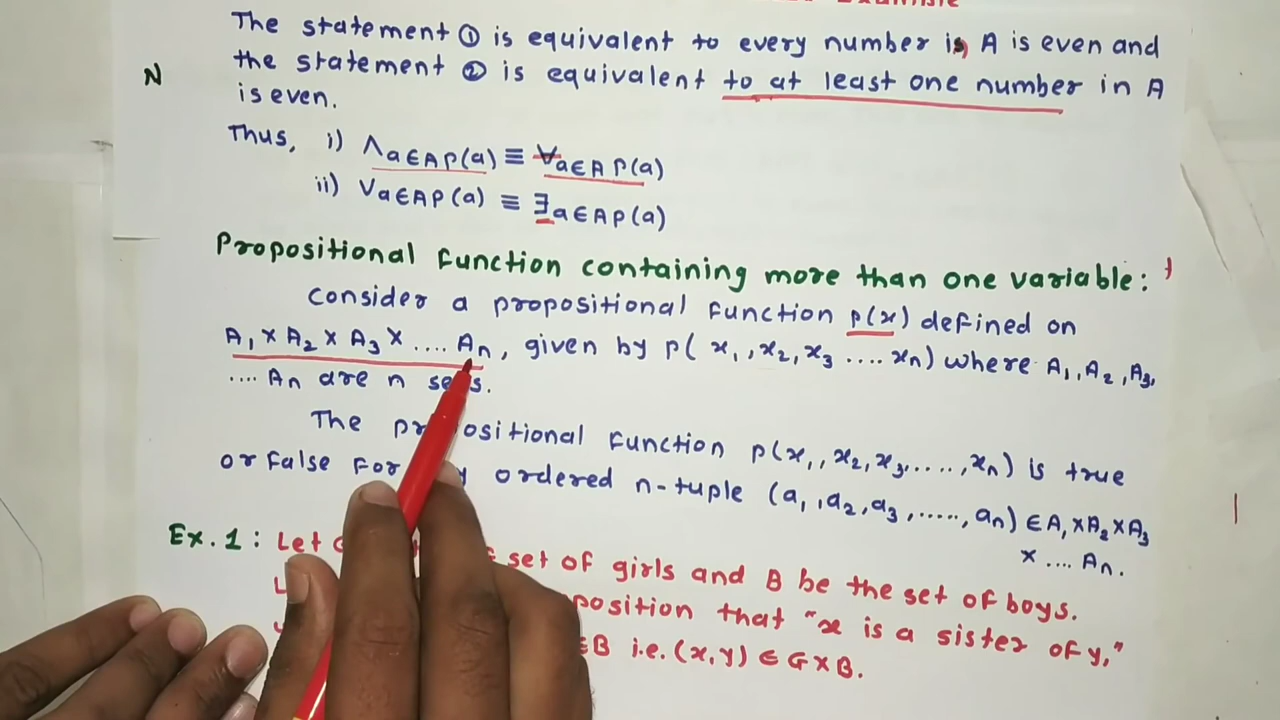 The statement ① is equivalent to every number is, A is even and
the statement ② is equivalent to at least one number in A
is even.
N
Thus, i) ∧a∈A P(a) ≡ ∀a∈A P(a)
ii) ∨a∈A P(a) ≡ ∃a∈A P(a)
Propositional function containing more than one variable:
Consider a propositional function p(x) defined on
A₁ × A₂ × A₃ × .... Aₙ, given by p( x₁, x₂, x₃ .... xₙ) where A₁, A₂, A₃,
.... An are n sets.
The propositional function p(x₁, x₂, x₃, ....., xₙ) is true
or false for ordered n-tuple (a₁, a₂, a₃, ....., aₙ) ∈ A₁ × A₂ × A₃
× .... An.
Ex. 1 : Let set of girls and B be the set of boys.
that "x is a sister of y,"
∈B i.e. (x, y) ∈ G × B.